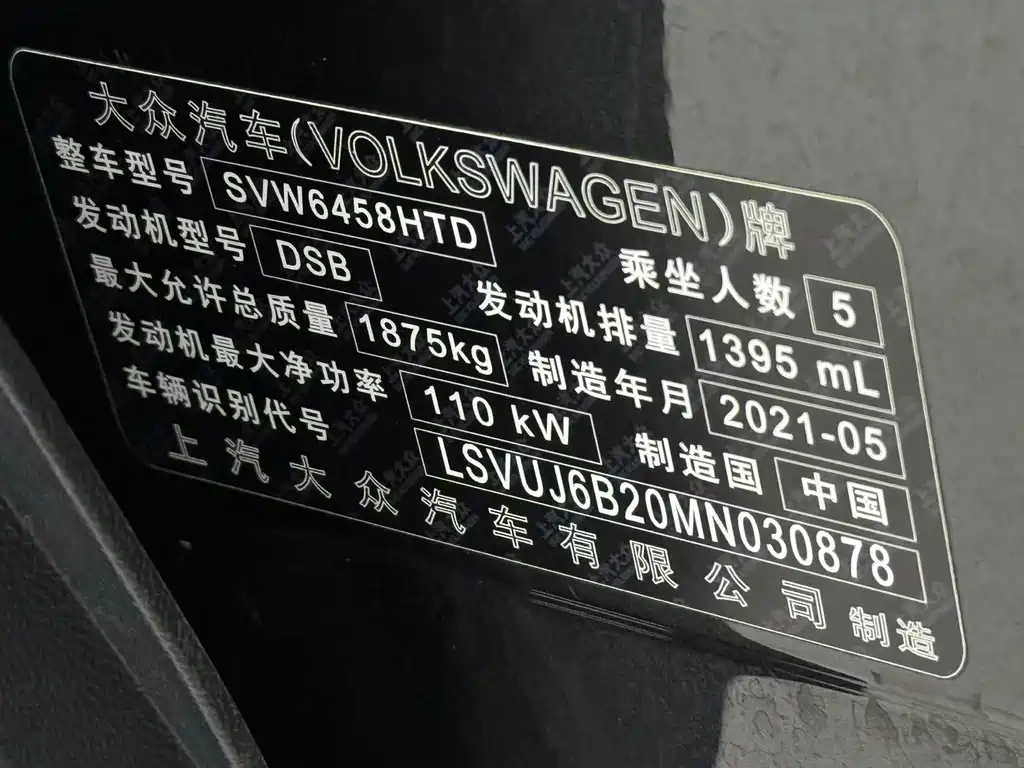 大众汽车(VOLKSWAGEN)牌
整车型号 SVW6458HTD 乘坐人数 5
发动机型号 DSB 发动机排量 1395 mL
最大允许总质量 1875kg 制造年月 2021-05
发动机最大净功率 110 kW 制造国 中国
车辆识别代号 LSVUJ6B20MN030878
上汽大众汽车有限公司制造